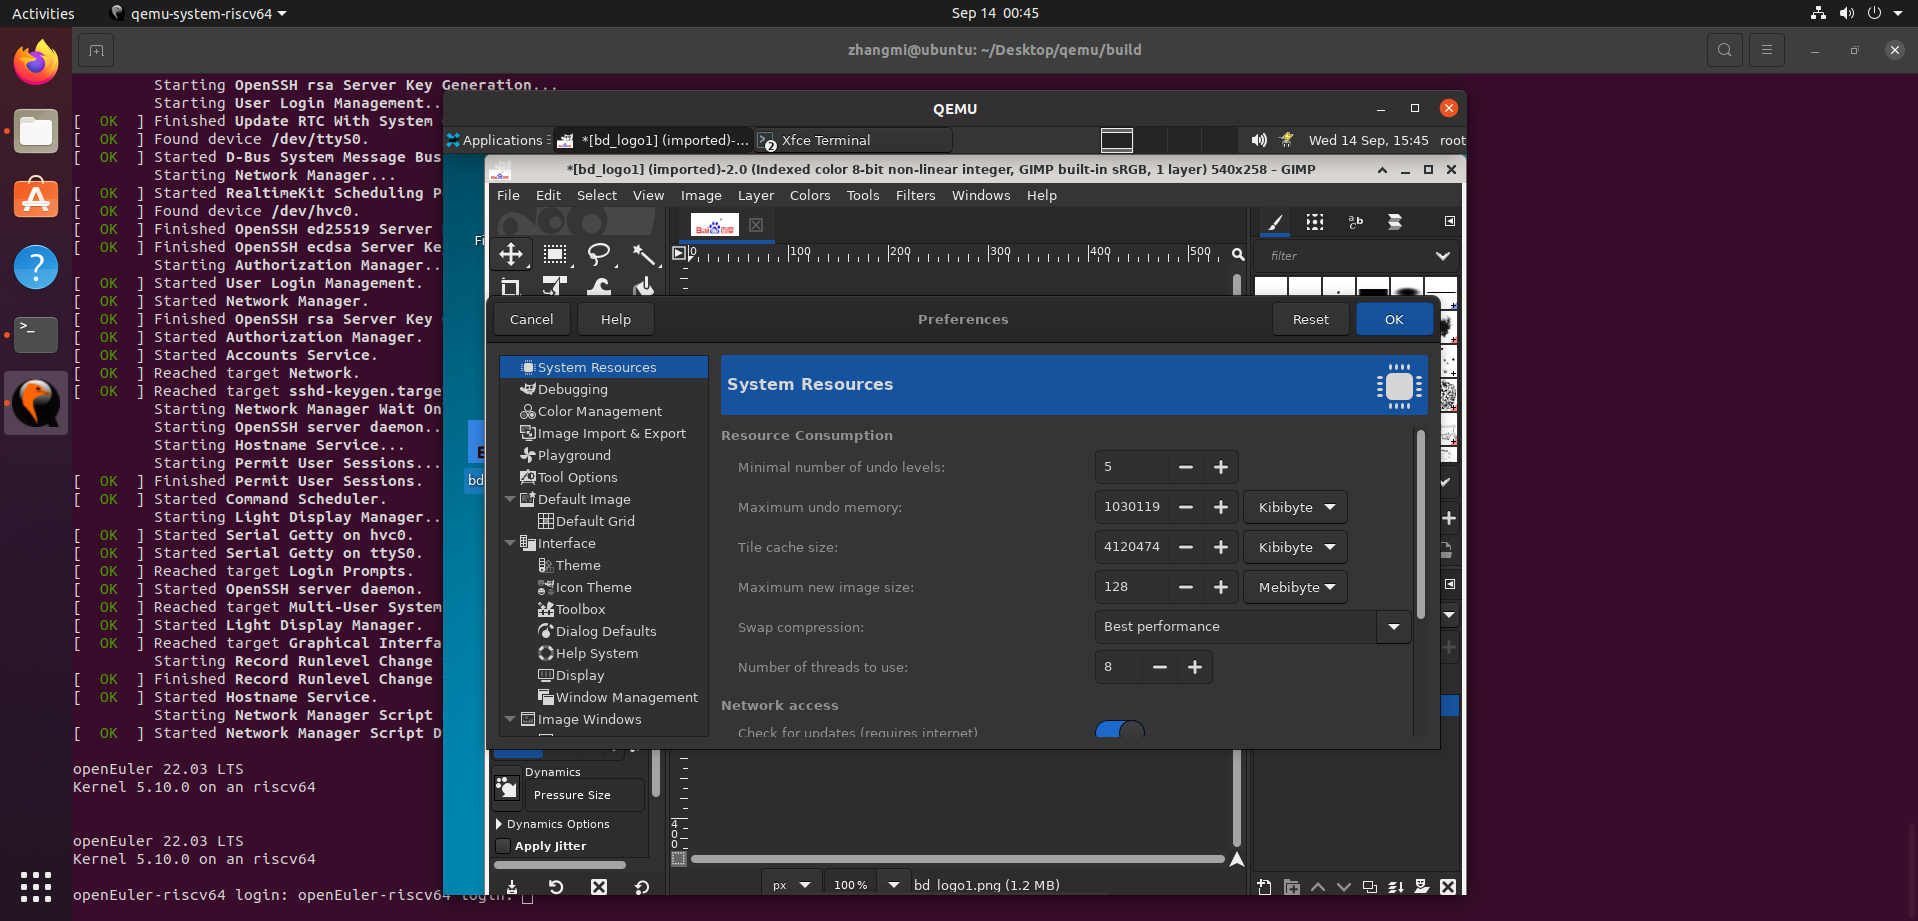 Activities
qemu-system-riscv64
Sep 14 00:45
zhangmi@ubuntu: ~/Desktop/qemu/build
Starting OpenSSH rsa Server Key Generation...
Starting User Login Management..
[ OK ] Finished Update RTC With System
[ OK ] Found device /dev/ttyS0.
[ OK ] Started D-Bus System Message Bus
Starting Network Manager...
[ OK ] Started RealtimeKit Scheduling P
[ OK ] Found device /dev/hvc0.
[ OK ] Finished OpenSSH ed25519 Server
[ OK ] Finished OpenSSH ecdsa Server Ke
Starting Authorization Manager..
[ OK ] Started User Login Management.
[ OK ] Started Network Manager.
[ OK ] Finished OpenSSH rsa Server Key
[ OK ] Started Authorization Manager.
[ OK ] Started Accounts Service.
[ OK ] Reached target Network.
[ OK ] Reached target sshd-keygen.targe
Starting Network Manager Wait On
Starting OpenSSH server daemon..
Starting Hostname Service...
Starting Permit User Sessions...
[ OK ] Finished Permit User Sessions.
[ OK ] Started Command Scheduler.
Starting Light Display Manager..
[ OK ] Started Serial Getty on hvc0.
[ OK ] Started Serial Getty on ttyS0.
[ OK ] Reached target Login Prompts.
[ OK ] Started OpenSSH server daemon.
[ OK ] Reached target Multi-User System
[ OK ] Started Light Display Manager.
[ OK ] Reached target Graphical Interfa
Starting Record Runlevel Change
[ OK ] Finished Record Runlevel Change
[ OK ] Started Hostname Service.
Starting Network Manager Script
[ OK ] Started Network Manager Script D
openEuler 22.03 LTS
Kernel 5.10.0 on an riscv64
openEuler 22.03 LTS
Kernel 5.10.0 on an riscv64
openEuler-riscv64 login: openEuler-riscv64 login:
QEMU
Applications
*[bd_logo1] (imported)-...
2
Xfce Terminal
Wed 14 Sep, 15:45
root
*[bd_logo1] (imported)-2.0 (Indexed color 8-bit non-linear integer, GIMP built-in sRGB, 1 layer) 540x258 – GIMP
File Edit Select View Image Layer Colors Tools Filters Windows Help
Fi
bd
Bai 百度
0 100 200 300 400 500
filter
Cancel
Help
Preferences
Reset
OK
System Resources
Debugging
Color Management
Image Import & Export
Playground
Tool Options
Default Image
Default Grid
Interface
Theme
Icon Theme
Toolbox
Dialog Defaults
Help System
Display
Window Management
Image Windows
System Resources
Resource Consumption
Minimal number of undo levels: 5
Maximum undo memory: 1030119 Kibibyte
Tile cache size: 4120474 Kibibyte
Maximum new image size: 128 Mebibyte
Swap compression: Best performance
Number of threads to use: 8
Network access
Check for updates (requires internet)
Dynamics
Pressure Size
Dynamics Options
Apply Jitter
400
px
100 %
bd_logo1.png (1.2 MB)